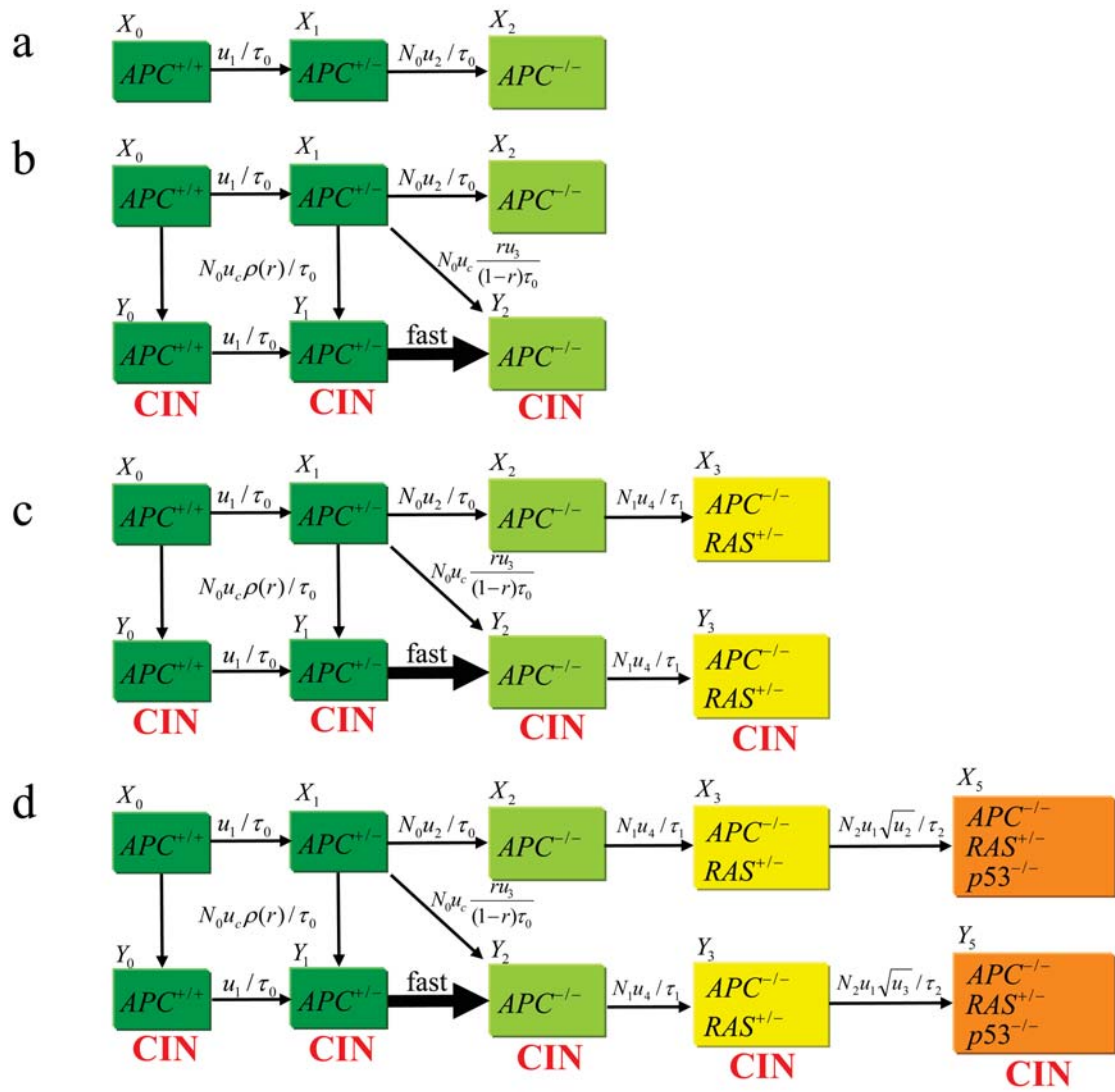 a
X₀ X₁ X₂
APC⁺/⁺ u₁/τ₀ APC⁺/⁻ N₀u₂/τ₀ APC⁻/⁻
b
X₀ X₁ X₂
APC⁺/⁺ u₁/τ₀ APC⁺/⁻ N₀u₂/τ₀ APC⁻/⁻
N₀u_cρ(r)/τ₀ N₀u_c ru₃/(1−r)τ₀
Y₀ Y₁ Y₂
APC⁺/⁺ u₁/τ₀ APC⁺/⁻ fast APC⁻/⁻
CIN CIN CIN
c
X₀ X₁ X₂ X₃
APC⁺/⁺ u₁/τ₀ APC⁺/⁻ N₀u₂/τ₀ APC⁻/⁻ N₁u₄/τ₁ APC⁻/⁻
RAS⁺/⁻
N₀u_cρ(r)/τ₀ N₀u_c ru₃/(1−r)τ₀
Y₀ Y₁ Y₂ Y₃
APC⁺/⁺ u₁/τ₀ APC⁺/⁻ fast APC⁻/⁻ N₁u₄/τ₁ APC⁻/⁻
RAS⁺/⁻
CIN CIN CIN CIN
d
X₀ X₁ X₂ X₃ X₅
APC⁺/⁺ u₁/τ₀ APC⁺/⁻ N₀u₂/τ₀ APC⁻/⁻ N₁u₄/τ₁ APC⁻/⁻ N₂u₁√u₂/τ₂ APC⁻/⁻
RAS⁺/⁻ RAS⁺/⁻
p53⁻/⁻
N₀u_cρ(r)/τ₀ N₀u_c ru₃/(1−r)τ₀
Y₀ Y₁ Y₂ Y₃ Y₅
APC⁺/⁺ u₁/τ₀ APC⁺/⁻ fast APC⁻/⁻ N₁u₄/τ₁ APC⁻/⁻ N₂u₁√u₃/τ₂ APC⁻/⁻
RAS⁺/⁻ RAS⁺/⁻
p53⁻/⁻
CIN CIN CIN CIN CIN